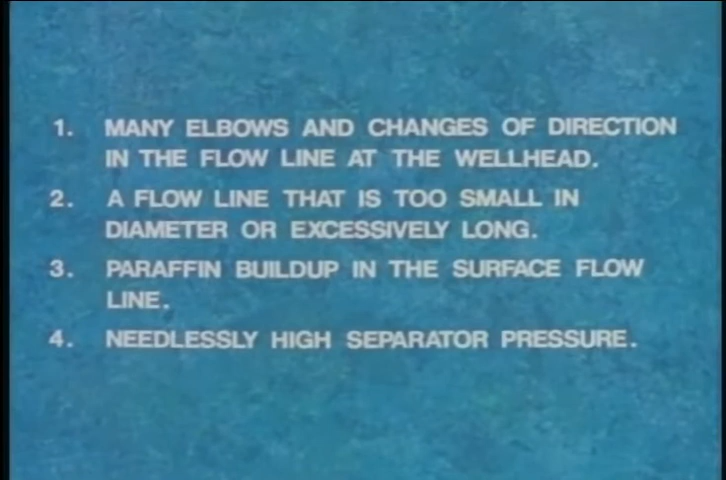 1. MANY ELBOWS AND CHANGES OF DIRECTION
IN THE FLOW LINE AT THE WELLHEAD.
2. A FLOW LINE THAT IS TOO SMALL IN
DIAMETER OR EXCESSIVELY LONG.
3. PARAFFIN BUILDUP IN THE SURFACE FLOW
LINE.
4. NEEDLESSLY HIGH SEPARATOR PRESSURE.